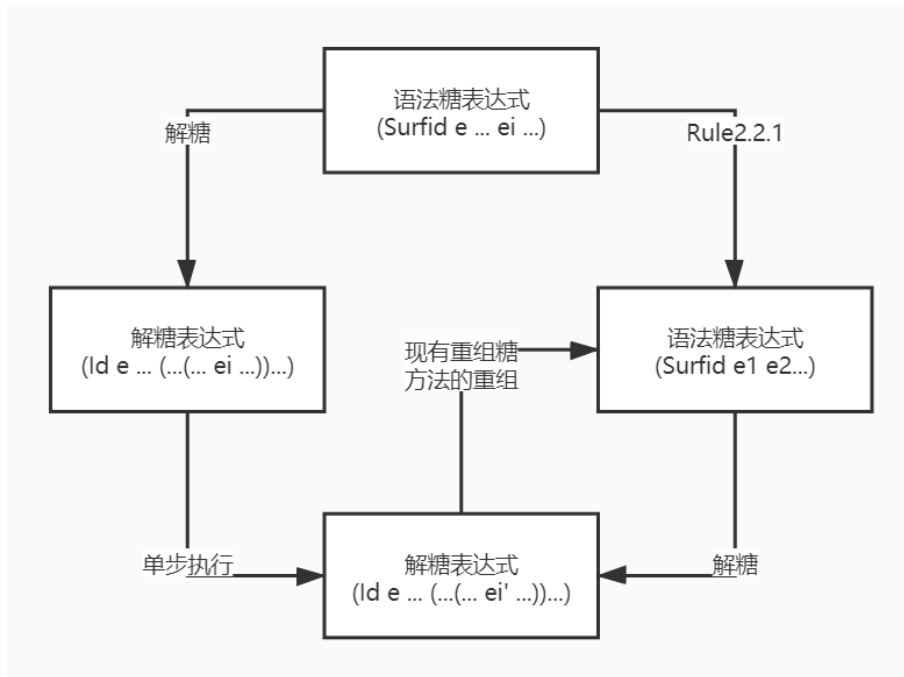 语法糖表达式
(Surfid e ... ei ...)
解糖
Rule2.2.1
解糖表达式
(Id e ... (...(... ei ...))...)
现有重组糖
方法的重组
语法糖表达式
(Surfid e1 e2...)
单步执行
解糖表达式
(Id e ... (...(... ei' ...))...)
解糖